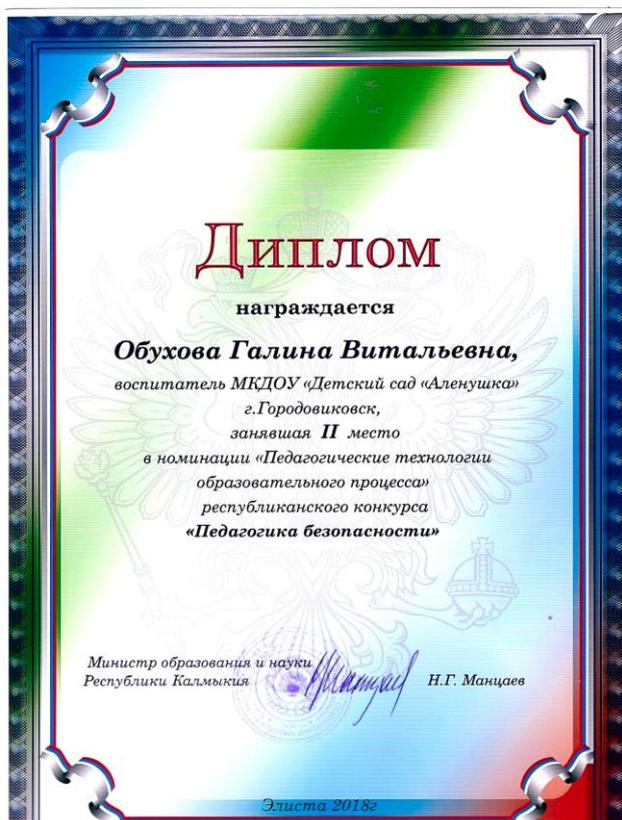 Диплом
награждается
Обухова Галина Витальевна,
воспитатель МКДОУ «Детский сад «Аленушка»
г.Городовиковск,
занявшая II место
в номинации «Педагогические технологии
образовательного процесса»
республиканского конкурса
«Педагогика безопасности»
Министр образования и науки
Республики Калмыкия
Н.Г. Манцаев
Элиста 2018г